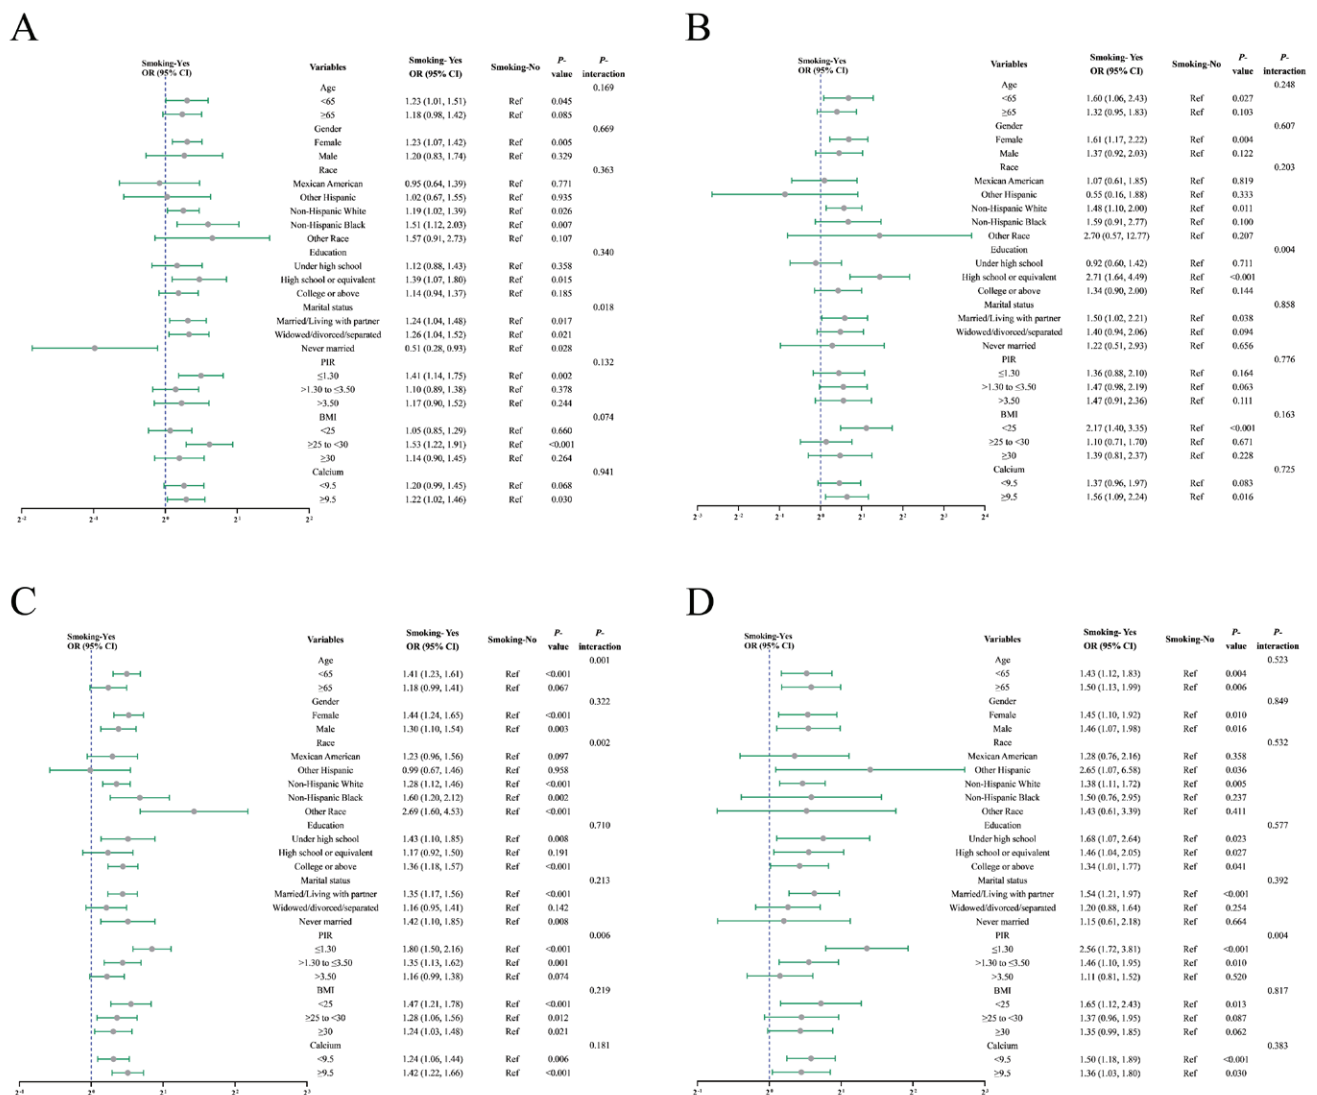 A
Smoking-Yes OR (95% CI) Variables Smoking- Yes OR (95% CI) Smoking-No P-value P-interaction
Age 0.169
<65 1.23 (1.01, 1.51) Ref 0.045
≥65 1.18 (0.98, 1.42) Ref 0.085
Gender 0.669
Female 1.23 (1.07, 1.42) Ref 0.005
Male 1.20 (0.83, 1.74) Ref 0.329
Race 0.363
Mexican American 0.95 (0.64, 1.39) Ref 0.771
Other Hispanic 1.02 (0.67, 1.55) Ref 0.935
Non-Hispanic White 1.19 (1.02, 1.39) Ref 0.026
Non-Hispanic Black 1.51 (1.12, 2.03) Ref 0.007
Other Race 1.57 (0.91, 2.73) Ref 0.107
Education 0.340
Under high school 1.12 (0.88, 1.43) Ref 0.358
High school or equivalent 1.39 (1.07, 1.80) Ref 0.015
College or above 1.14 (0.94, 1.37) Ref 0.185
Marital status 0.018
Married/Living with partner 1.24 (1.04, 1.48) Ref 0.017
Widowed/divorced/separated 1.26 (1.04, 1.52) Ref 0.021
Never married 0.51 (0.28, 0.93) Ref 0.028
PIR 0.132
≤1.30 1.41 (1.14, 1.75) Ref 0.002
>1.30 to ≤3.50 1.10 (0.89, 1.38) Ref 0.378
>3.50 1.17 (0.90, 1.52) Ref 0.244
BMI 0.074
<25 1.05 (0.85, 1.29) Ref 0.660
≥25 to <30 1.53 (1.22, 1.91) Ref <0.001
≥30 1.14 (0.90, 1.45) Ref 0.264
Calcium 0.941
<9.5 1.20 (0.99, 1.45) Ref 0.068
≥9.5 1.22 (1.02, 1.46) Ref 0.030
2-2 2-1 20 21 22
B
Smoking-Yes OR (95% CI) Variables Smoking- Yes OR (95% CI) Smoking-No P-value P-interaction
Age 0.248
<65 1.60 (1.06, 2.43) Ref 0.027
≥65 1.32 (0.95, 1.83) Ref 0.103
Gender 0.607
Female 1.61 (1.17, 2.22) Ref 0.004
Male 1.37 (0.92, 2.03) Ref 0.122
Race 0.203
Mexican American 1.07 (0.61, 1.85) Ref 0.819
Other Hispanic 0.55 (0.16, 1.88) Ref 0.333
Non-Hispanic White 1.48 (1.10, 2.00) Ref 0.011
Non-Hispanic Black 1.59 (0.91, 2.77) Ref 0.100
Other Race 2.70 (0.57, 12.77) Ref 0.207
Education 0.004
Under high school 0.92 (0.60, 1.42) Ref 0.711
High school or equivalent 2.71 (1.64, 4.49) Ref <0.001
College or above 1.34 (0.90, 2.00) Ref 0.144
Marital status 0.858
Married/Living with partner 1.50 (1.02, 2.21) Ref 0.038
Widowed/divorced/separated 1.40 (0.94, 2.06) Ref 0.094
Never married 1.22 (0.51, 2.93) Ref 0.656
PIR 0.776
≤1.30 1.36 (0.88, 2.10) Ref 0.164
>1.30 to ≤3.50 1.47 (0.98, 2.19) Ref 0.063
>3.50 1.47 (0.91, 2.36) Ref 0.111
BMI 0.163
<25 2.17 (1.40, 3.35) Ref <0.001
≥25 to <30 1.10 (0.71, 1.70) Ref 0.671
≥30 1.39 (0.81, 2.37) Ref 0.228
Calcium 0.725
<9.5 1.37 (0.96, 1.97) Ref 0.083
≥9.5 1.56 (1.09, 2.24) Ref 0.016
2-3 2-2 2-1 20 21 22 23 24
C
Smoking-Yes OR (95% CI) Variables Smoking- Yes OR (95% CI) Smoking-No P-value P-interaction
Age 0.001
<65 1.41 (1.23, 1.61) Ref <0.001
≥65 1.18 (0.99, 1.41) Ref 0.067
Gender 0.322
Female 1.44 (1.24, 1.65) Ref <0.001
Male 1.30 (1.10, 1.54) Ref 0.003
Race 0.002
Mexican American 1.23 (0.96, 1.56) Ref 0.097
Other Hispanic 0.99 (0.67, 1.46) Ref 0.958
Non-Hispanic White 1.28 (1.12, 1.46) Ref <0.001
Non-Hispanic Black 1.60 (1.20, 2.12) Ref 0.002
Other Race 2.69 (1.60, 4.53) Ref <0.001
Education 0.710
Under high school 1.43 (1.10, 1.85) Ref 0.008
High school or equivalent 1.17 (0.92, 1.50) Ref 0.191
College or above 1.36 (1.18, 1.57) Ref <0.001
Marital status 0.213
Married/Living with partner 1.35 (1.17, 1.56) Ref <0.001
Widowed/divorced/separated 1.16 (0.95, 1.41) Ref 0.142
Never married 1.42 (1.10, 1.85) Ref 0.008
PIR 0.006
≤1.30 1.80 (1.50, 2.16) Ref <0.001
>1.30 to ≤3.50 1.35 (1.13, 1.62) Ref 0.001
>3.50 1.16 (0.99, 1.38) Ref 0.074
BMI 0.219
<25 1.47 (1.21, 1.78) Ref <0.001
≥25 to <30 1.28 (1.06, 1.56) Ref 0.012
≥30 1.24 (1.03, 1.48) Ref 0.021
Calcium 0.181
<9.5 1.24 (1.06, 1.44) Ref 0.006
≥9.5 1.42 (1.22, 1.66) Ref <0.001
2-1 20 21 22 23
D
Smoking-Yes OR (95% CI) Variables Smoking- Yes OR (95% CI) Smoking-No P-value P-interaction
Age 0.523
<65 1.43 (1.12, 1.83) Ref 0.004
≥65 1.50 (1.13, 1.99) Ref 0.006
Gender 0.849
Female 1.45 (1.10, 1.92) Ref 0.010
Male 1.46 (1.07, 1.98) Ref 0.016
Race 0.532
Mexican American 1.28 (0.76, 2.16) Ref 0.358
Other Hispanic 2.65 (1.07, 6.58) Ref 0.036
Non-Hispanic White 1.38 (1.11, 1.72) Ref 0.005
Non-Hispanic Black 1.50 (0.76, 2.95) Ref 0.237
Other Race 1.43 (0.61, 3.39) Ref 0.411
Education 0.577
Under high school 1.68 (1.07, 2.64) Ref 0.023
High school or equivalent 1.46 (1.04, 2.05) Ref 0.027
College or above 1.34 (1.01, 1.77) Ref 0.041
Marital status 0.392
Married/Living with partner 1.54 (1.21, 1.97) Ref <0.001
Widowed/divorced/separated 1.20 (0.88, 1.64) Ref 0.254
Never married 1.15 (0.61, 2.18) Ref 0.664
PIR 0.004
≤1.30 2.56 (1.72, 3.81) Ref <0.001
>1.30 to ≤3.50 1.46 (1.10, 1.95) Ref 0.010
>3.50 1.11 (0.81, 1.52) Ref 0.520
BMI 0.817
<25 1.65 (1.12, 2.43) Ref 0.013
≥25 to <30 1.37 (0.96, 1.95) Ref 0.087
≥30 1.35 (0.99, 1.85) Ref 0.062
Calcium 0.383
<9.5 1.50 (1.18, 1.89) Ref <0.001
≥9.5 1.36 (1.03, 1.80) Ref 0.030
2-1 20 21 22 23